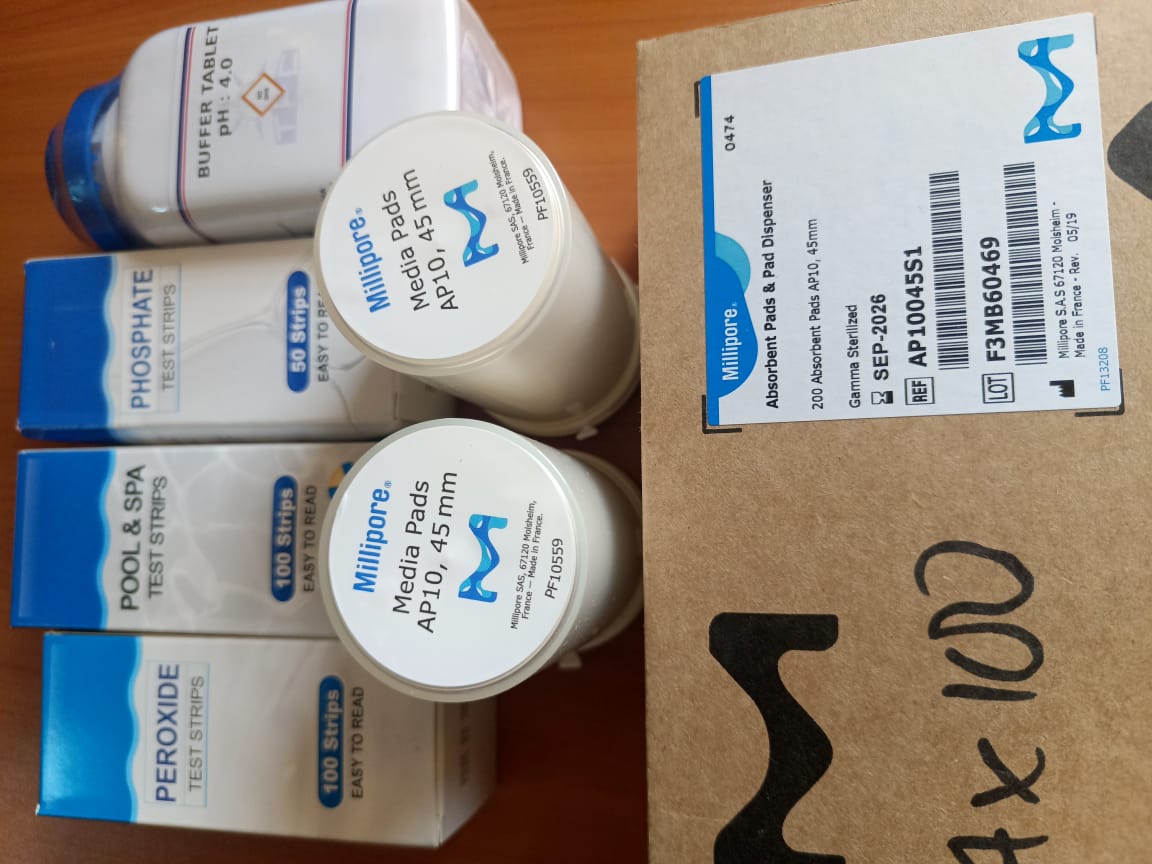 BUFFER TABLET
pH : 4.0
PHOSPHATE
TEST STRIPS
50 Strips
EASY TO
POOL & SPA
TEST STRIPS
100 Strips
EASY TO READ
PEROXIDE
TEST STRIPS
100 Strips
EASY TO READ
Millipore®
Media Pads
AP10, 45 mm
Millipore SAS, 67120 Molsheim,
France — Made in France.
PF10559
Millipore®
Media Pads
AP10, 45 mm
Millipore SAS, 67120 Molsheim,
France — Made in France.
PF10559
Millipore®
0474
Absorbent Pads & Pad Dispenser
200 Absorbent Pads AP10, 45mm
Gamma Sterilized
SEP-2026
REF AP10045S1
LOT F3MB60469
Millipore S.A.S 67120 Molsheim -
Made in France - Rev. 05/19
PF13208
x 100